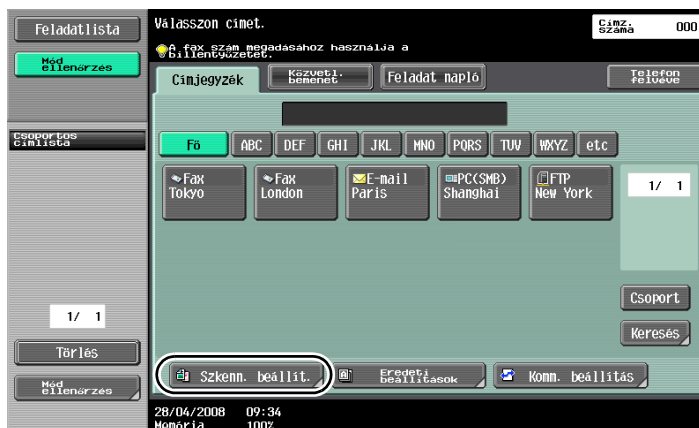 Feladatlista
Mód
ellenőrzés
Csoportos
címlista
1/ 1
Törlés
Mód
ellenőrzés
Válasszon címet.
A fax szám megadásához használja a
billentyűzetet.
Címz.
száma 000
Címjegyzék
Közvetl.
bemenet
Feladat napló
Telefon
felvéve
Fö ABC DEF GHI JKL MNO PQRS TUV WXYZ etc
Fax
Tokyo
Fax
London
E-mail
Paris
PC(SMB)
Shanghai
FTP
New York
1/ 1
Csoport
Keresés
Szkenn. beállít.
Eredeti
beállítások
Komm. beállítás
28/04/2008 09:34
Memória 100%